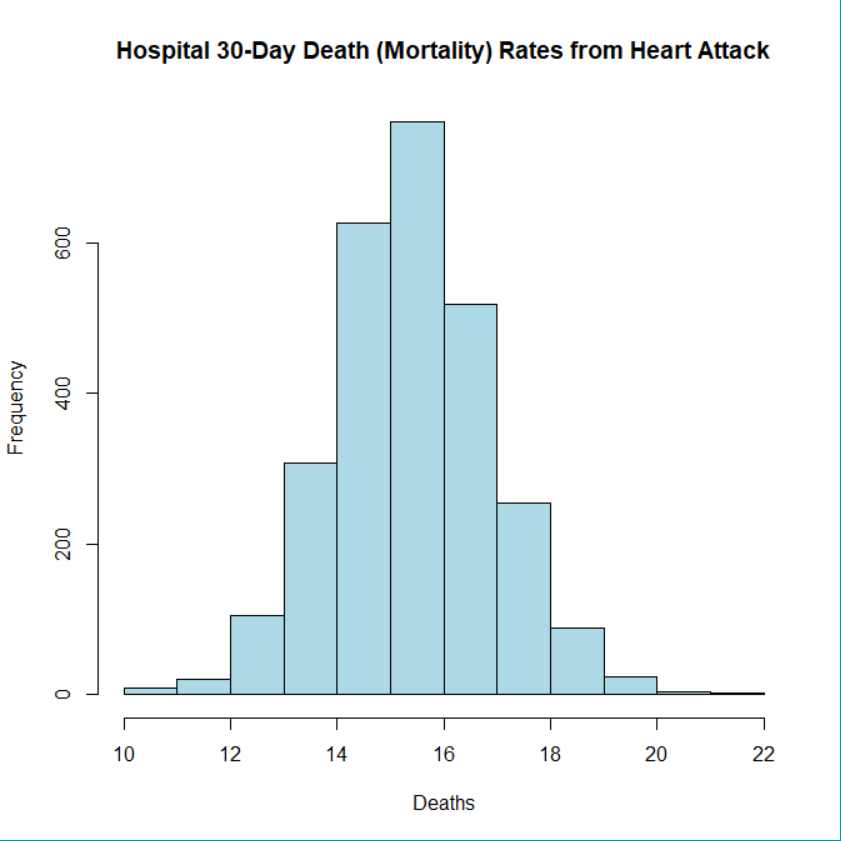 Hospital 30-Day Death (Mortality) Rates from Heart Attack
Frequency
600
400
200
0
10 12 14 16 18 20 22
Deaths